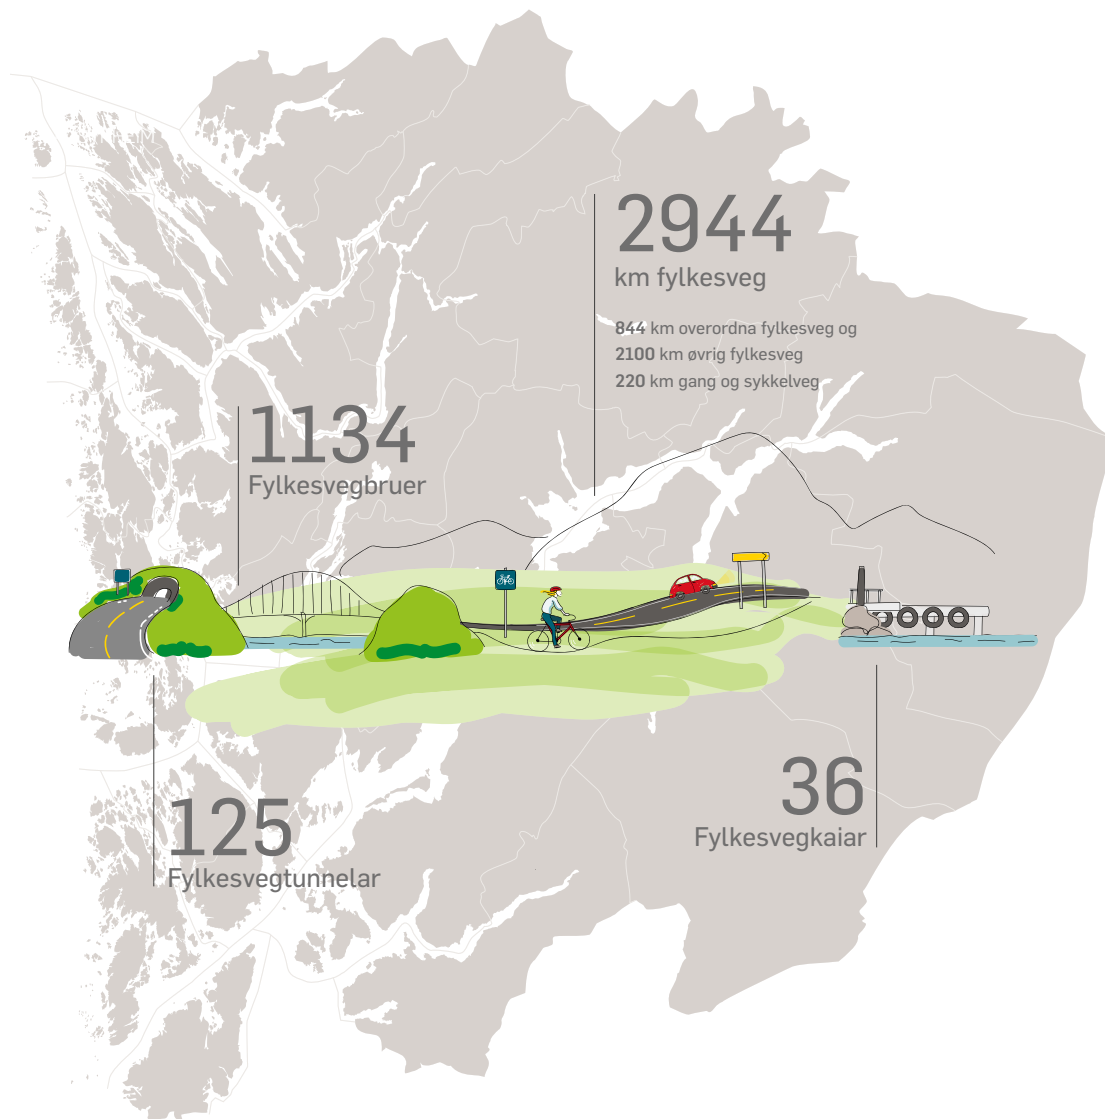 2944
km fylkesveg
844 km overordna fylkesveg og
2100 km øvrig fylkesveg
220 km gang og sykkelveg
1134
Fylkesvegbruer
36
Fylkesvegkaiar
125
Fylkesvegtunnelar